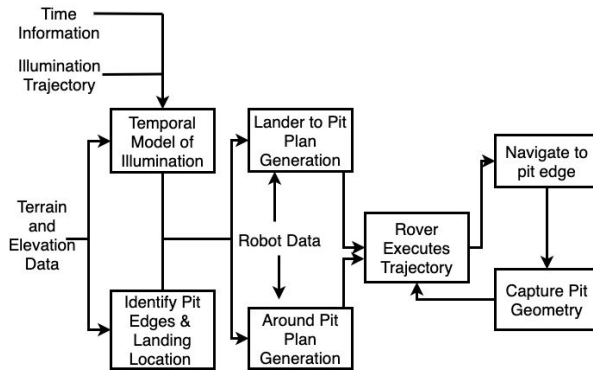 Time
Information
Illumination
Trajectory
Temporal
Model of
Illumination
Lander to Pit
Plan
Generation
Navigate to
pit edge
Terrain
and
Elevation
Data
Robot Data
Rover
Executes
Trajectory
Identify Pit
Edges &
Landing
Location
Around Pit
Plan
Generation
Capture Pit
Geometry